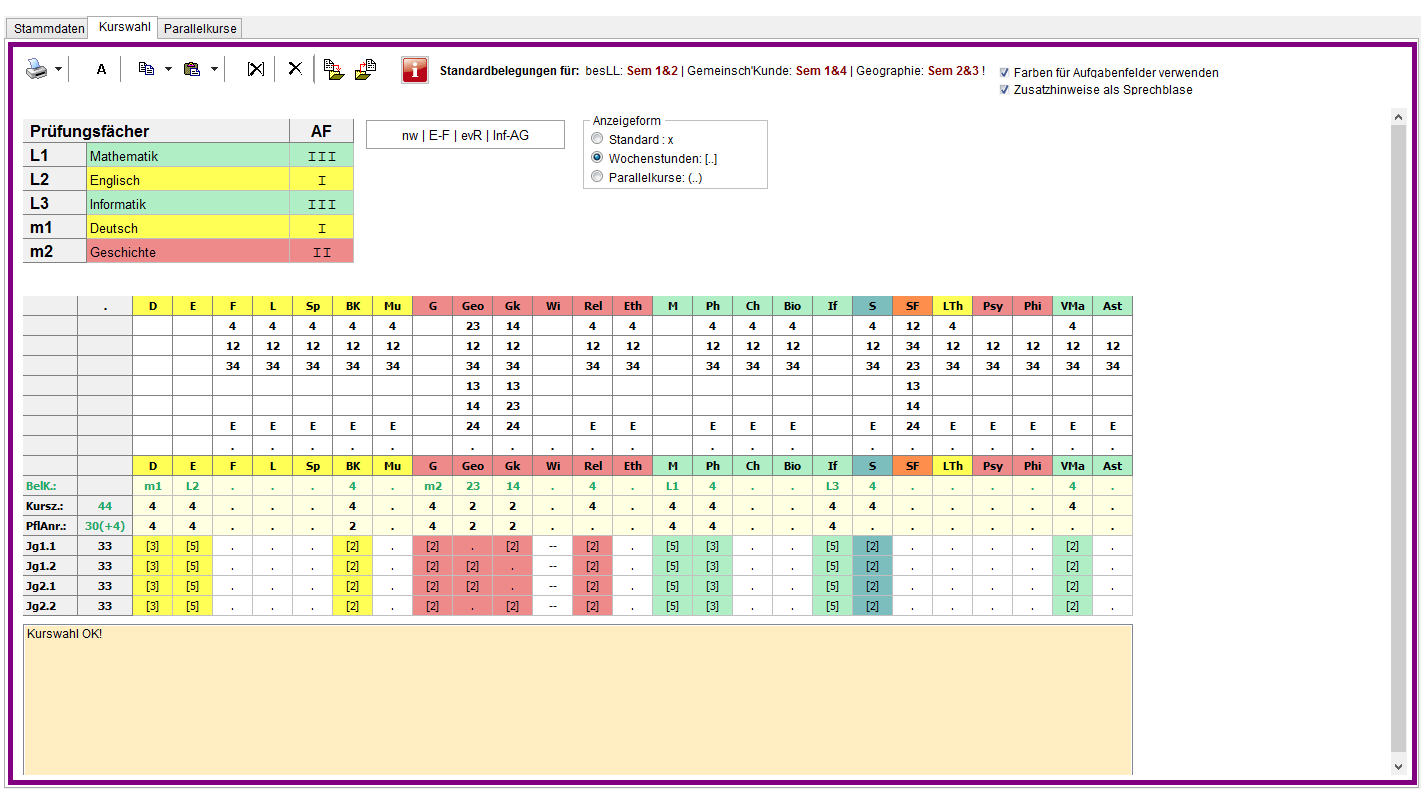 Stammdaten Kurswahl Parallelkurse
A Standardbelegungen für: besLL: Sem 1&2 | Gemeinsch'Kunde: Sem 1&4 | Geographie: Sem 2&3 ! Farben für Aufgabenfelder verwenden
Zusatzhinweise als Sprechblase
Prüfungsfächer AF
L1 Mathematik III
L2 Englisch I
L3 Informatik III
m1 Deutsch I
m2 Geschichte II
nw | E-F | evR | Inf-AG
Anzeigeform
Standard : x
Wochenstunden: [..]
Parallelkurse: (..)
. D E F L Sp BK Mu G Geo Gk Wi Rel Eth M Ph Ch Bio If S SF LTh Psy Phi VMa Ast
4 4 4 4 4 23 14 4 4 4 4 4 4 12 4 4
12 12 12 12 12 12 12 12 12 12 12 12 12 34 12 12 12 12 12
34 34 34 34 34 34 34 34 34 34 34 34 34 23 34 34 34 34 34
13 13 13
14 23 14
E E E E E 24 24 E E E E E E 24 E E E E E
. . . . . . . . . . . . . . . . . . . .
D E F L Sp BK Mu G Geo Gk Wi Rel Eth M Ph Ch Bio If S SF LTh Psy Phi VMa Ast
BelK.: m1 L2 . . . 4 . m2 23 14 . 4 . L1 4 . . L3 4 . . . . 4 .
Kursz.: 44 4 4 . . . 4 . 4 2 2 . 4 . 4 4 . . 4 4 . . . . 4 .
PflAnr.: 30(+4) 4 4 . . . 2 . 4 2 2 . . . 4 4 . . 4 . . . . . . .
Jg1.1 33 [3] [5] . . . [2] . [2] . [2] -- [2] . [5] [3] . . [5] [2] . . . . [2] .
Jg1.2 33 [3] [5] . . . [2] . [2] [2] . -- [2] . [5] [3] . . [5] [2] . . . . [2] .
Jg2.1 33 [3] [5] . . . [2] . [2] [2] . -- [2] . [5] [3] . . [5] [2] . . . . [2] .
Jg2.2 33 [3] [5] . . . [2] . [2] . [2] -- [2] . [5] [3] . . [5] [2] . . . . [2] .
Kurswahl OK!